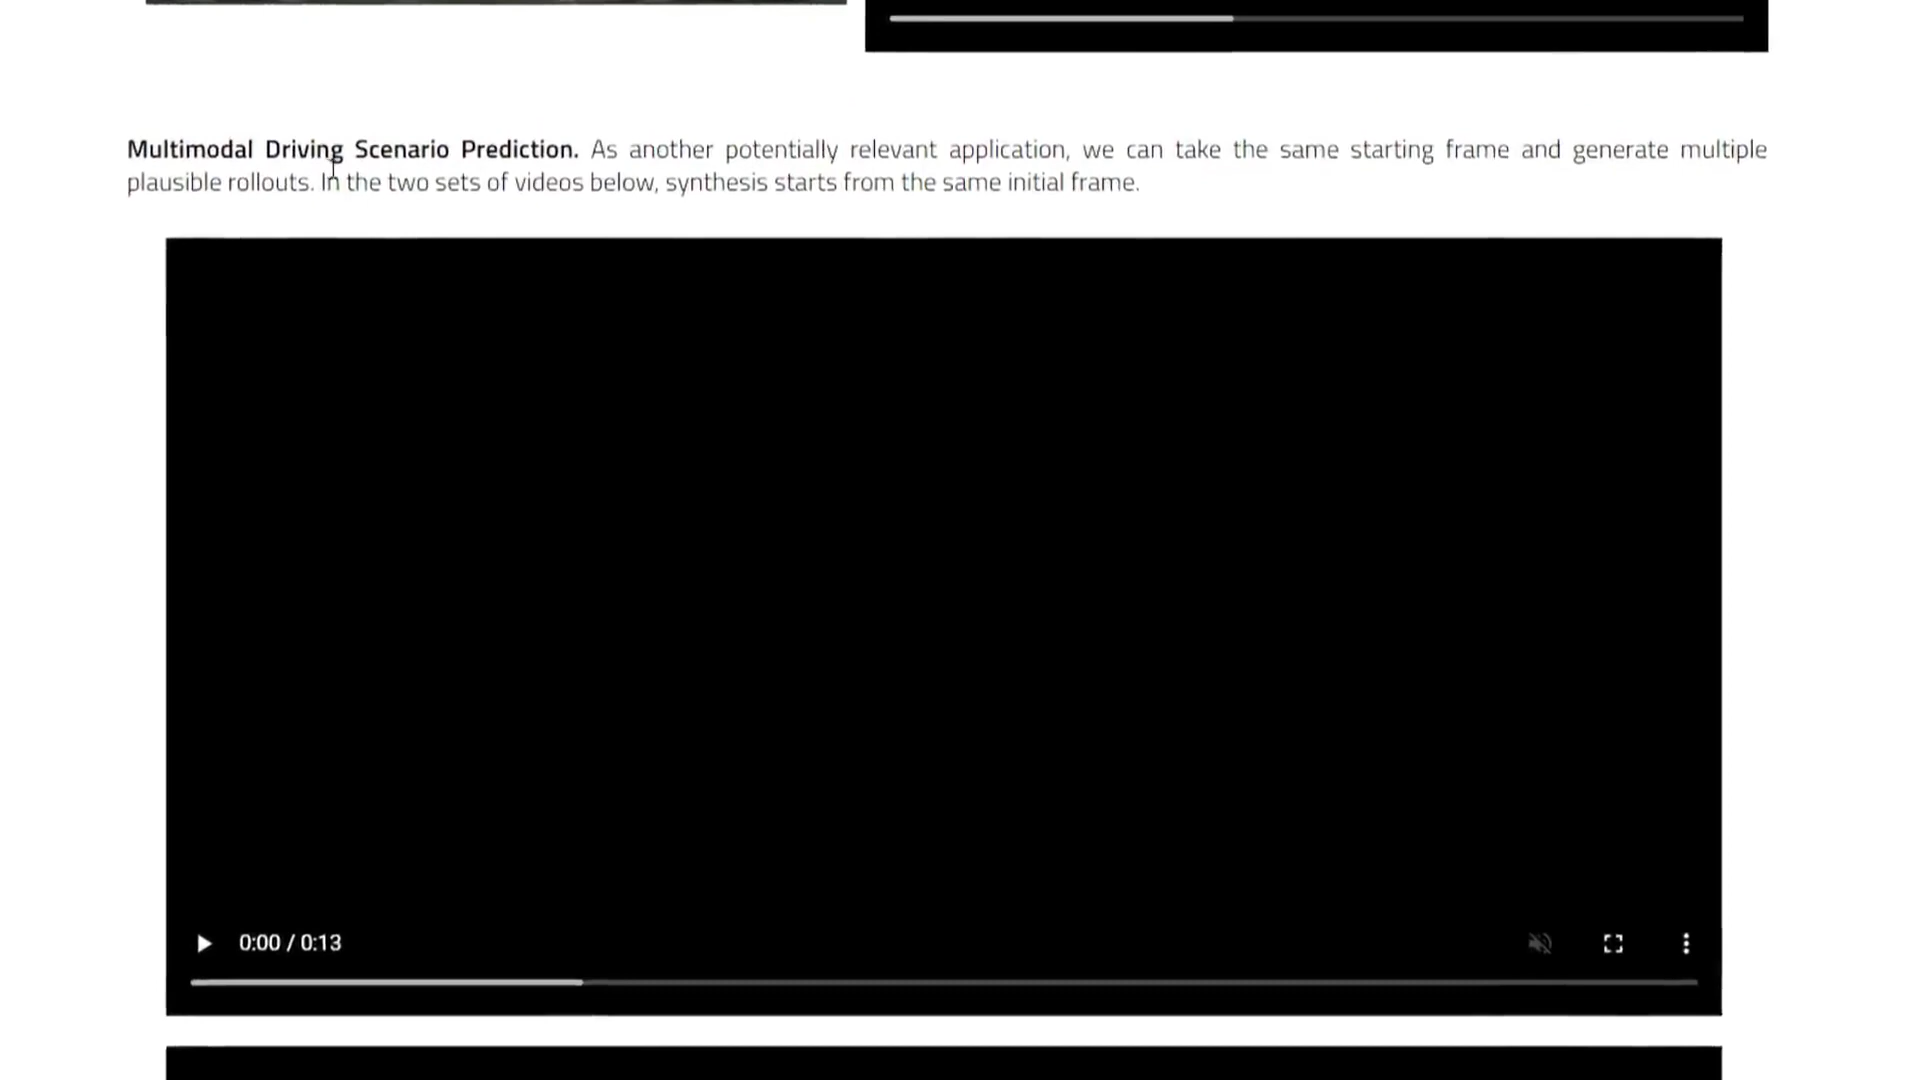 Multimodal Driving Scenario Prediction. As another potentially relevant application, we can take the same starting frame and generate multiple
plausible rollouts. In the two sets of videos below, synthesis starts from the same initial frame.
0:00 / 0:13